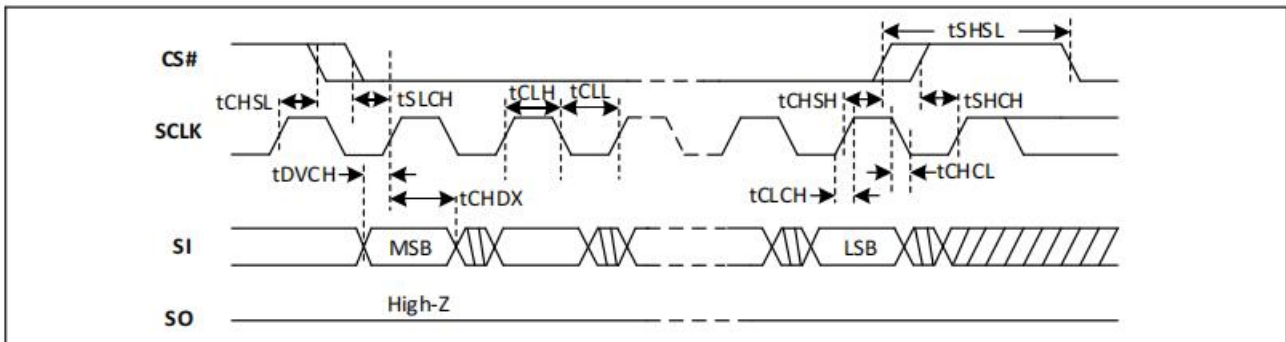 tSHSL
CS#
tCHSL
tSLCH
tCLH
tCLL
tCHSH
tSHCH
SCLK
tDVCH
tCHDX
tCLCH
tCHCL
SI
MSB
LSB
High-Z
SO